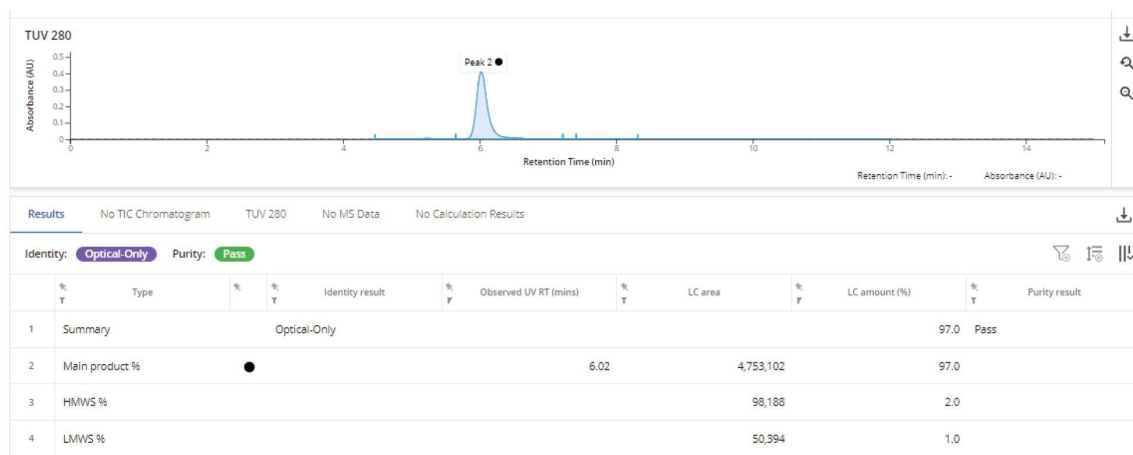 TUV 280
Peak 2
Absorbance (AU)
0.5
0.4
0.3
0.2
0.1
0
0 2 4 6 8 10 12 14
Retention Time (min)
Retention Time (min): - Absorbance (AU): -
Results No TIC Chromatogram TUV 280 No MS Data No Calculation Results
Identity: Optical-Only Purity: Pass
Type Identity result Observed UV RT (mins) LC area LC amount (%) Purity result
1 Summary Optical-Only 97.0 Pass
2 Main product % 6.02 4,753,102 97.0
3 HMWS % 98,188 2.0
4 LMWS % 50,394 1.0